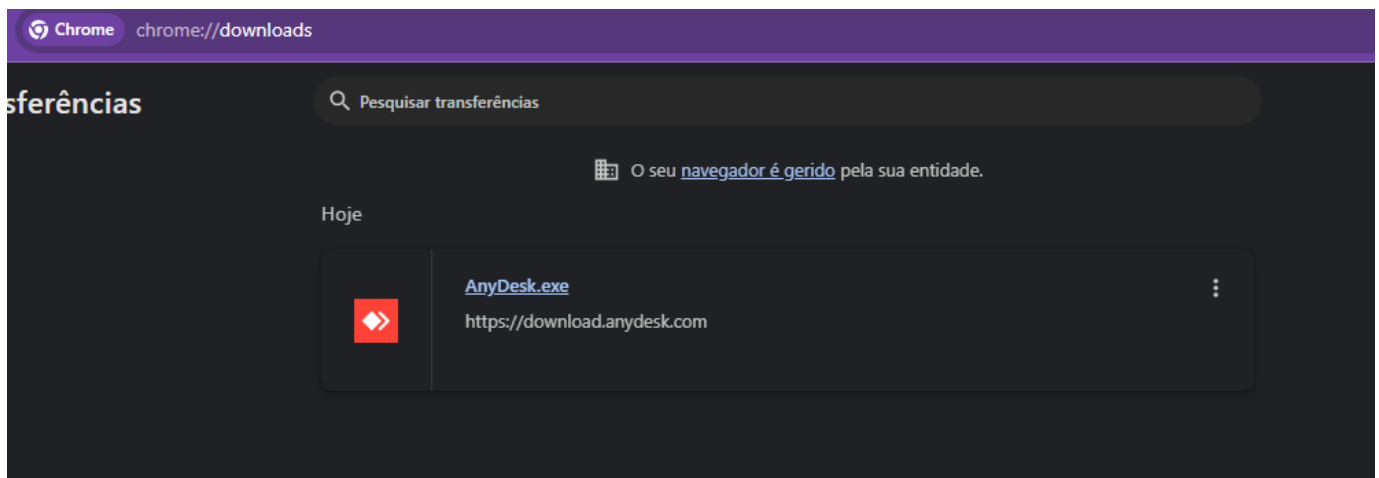 Chrome chrome://downloads
sferências
Pesquisar transferências
O seu navegador é gerido pela sua entidade.
Hoje
AnyDesk.exe
https://download.anydesk.com